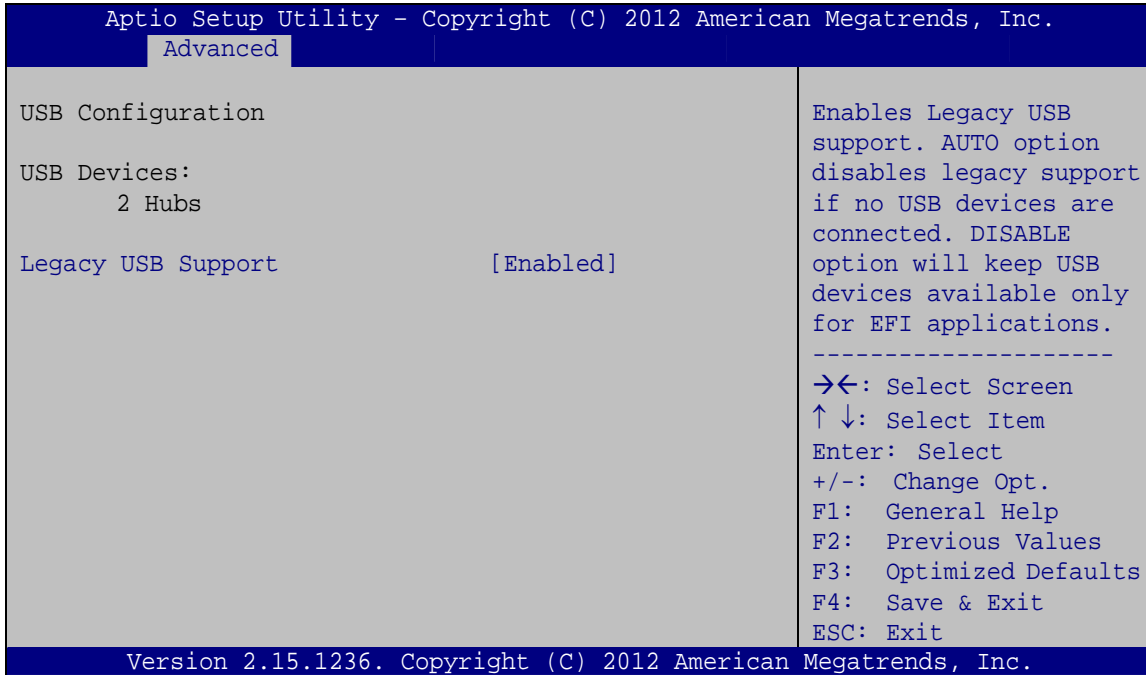 Aptio Setup Utility – Copyright (C) 2012 American Megatrends, Inc.
Advanced
USB Configuration
USB Devices:
2 Hubs
Legacy USB Support [Enabled]
Enables Legacy USB
support. AUTO option
disables legacy support
if no USB devices are
connected. DISABLE
option will keep USB
devices available only
for EFI applications.
---------------------
→←: Select Screen
↑ ↓: Select Item
Enter: Select
+/-: Change Opt.
F1: General Help
F2: Previous Values
F3: Optimized Defaults
F4: Save & Exit
ESC: Exit
Version 2.15.1236. Copyright (C) 2012 American Megatrends, Inc.